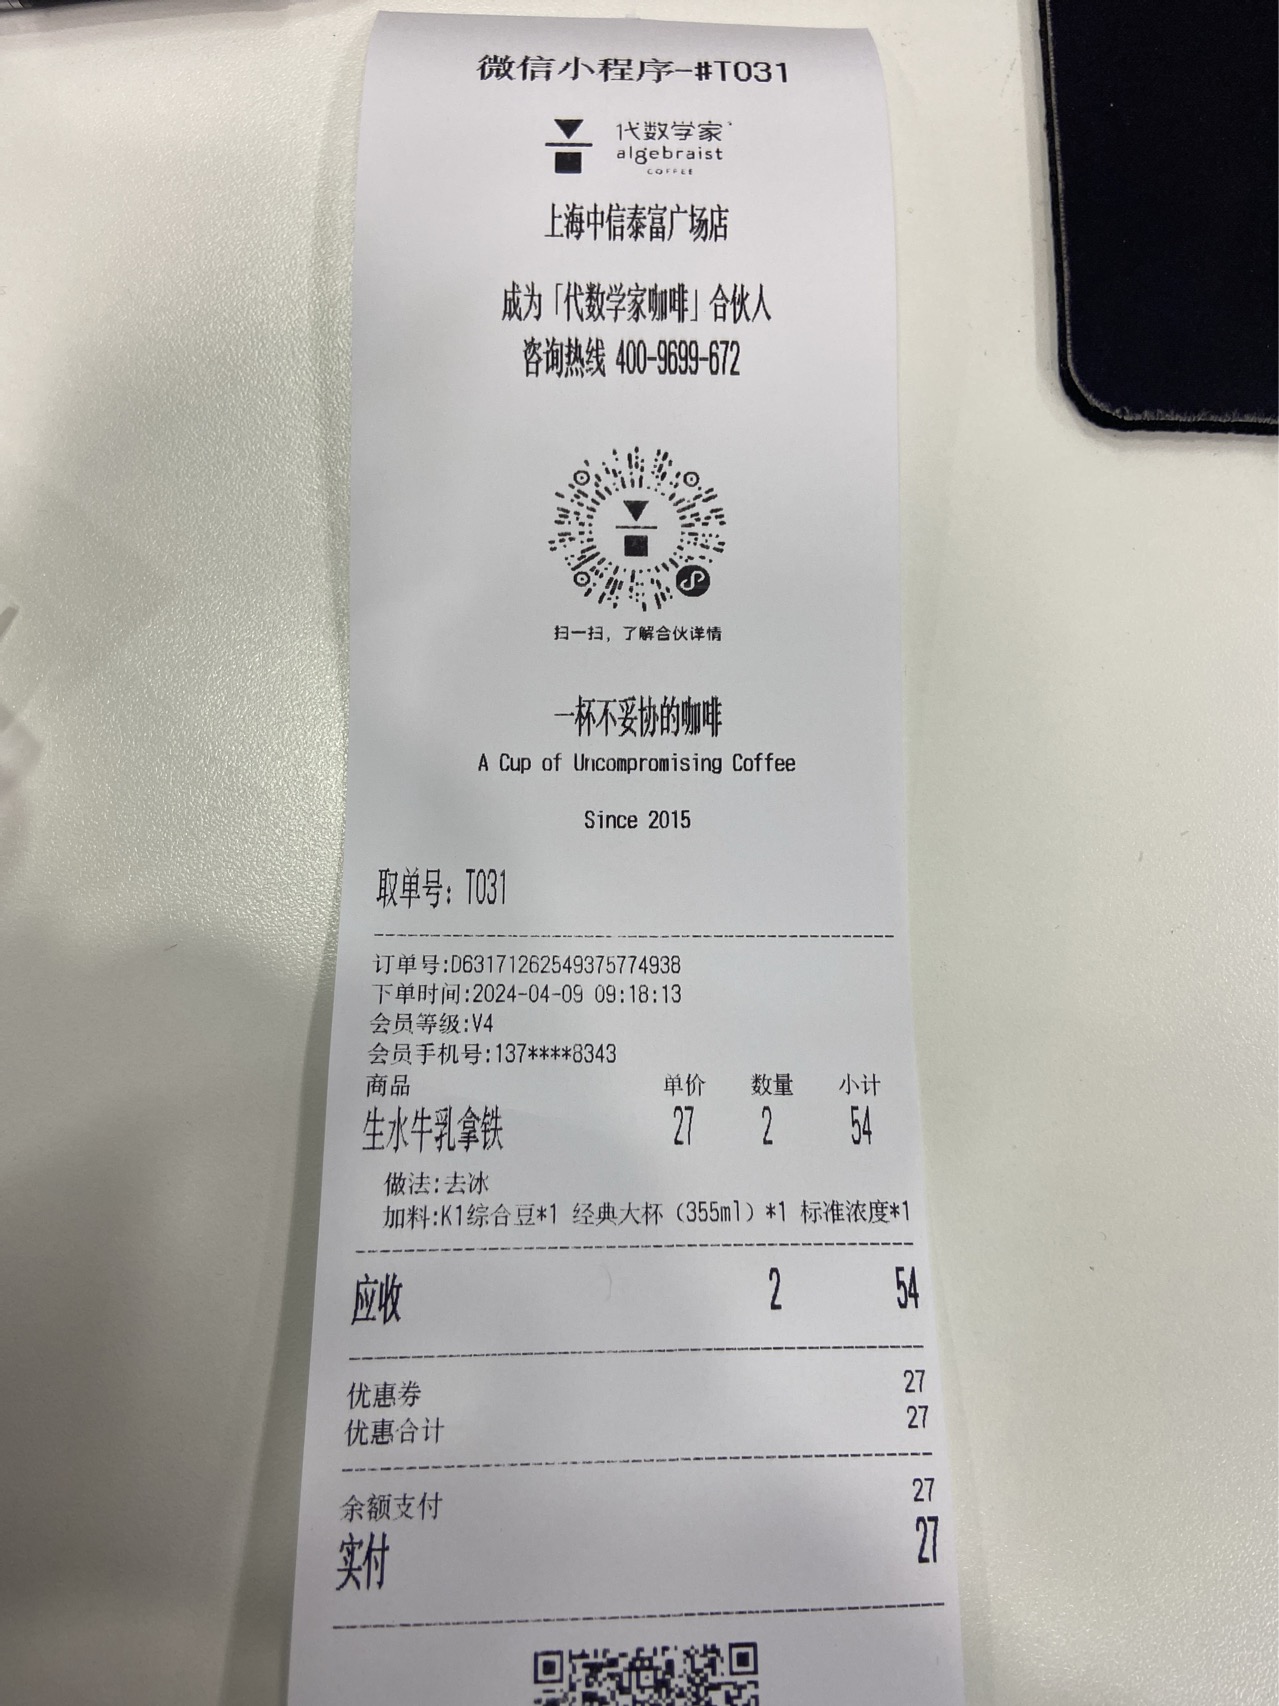 微信小程序-#T031
代数学家
algebraist
COFFEE
上海中信泰富广场店
成为「代数学家咖啡」合伙人
咨询热线 400-9699-672
扫一扫，了解合伙详情
一杯不妥协的咖啡
A Cup of Uncompromising Coffee
Since 2015
取单号：T031
订单号:D63171262549375774938
下单时间:2024-04-09 09:18:13
会员等级:V4
会员手机号:137****8343
商品 单价 数量 小计
生水牛乳拿铁 27 2 54
做法:去冰
加料:K1综合豆*1 经典大杯（355ml）*1 标准浓度*1
应收 2 54
优惠券 27
优惠合计 27
余额支付 27
实付 27